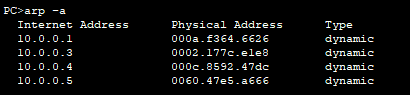 PC>arp -a
Internet Address Physical Address Type
10.0.0.1 000a.f364.6626 dynamic
10.0.0.3 0002.177c.e1e8 dynamic
10.0.0.4 000c.8592.47dc dynamic
10.0.0.5 0060.47e5.a666 dynamic